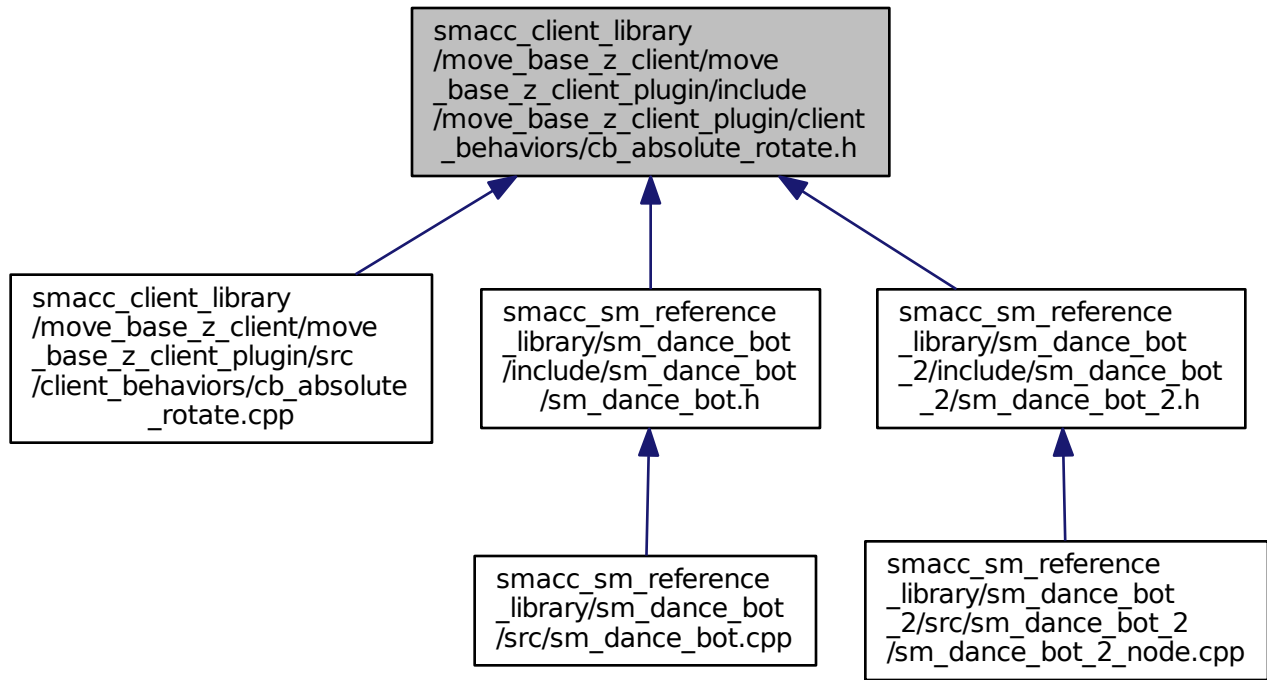 smacc_client_library
/move_base_z_client/move
_base_z_client_plugin/include
/move_base_z_client_plugin/client
_behaviors/cb_absolute_rotate.h
smacc_client_library
/move_base_z_client/move
_base_z_client_plugin/src
/client_behaviors/cb_absolute
_rotate.cpp
smacc_sm_reference
_library/sm_dance_bot
/include/sm_dance_bot
/sm_dance_bot.h
smacc_sm_reference
_library/sm_dance_bot
_2/include/sm_dance_bot
_2/sm_dance_bot_2.h
smacc_sm_reference
_library/sm_dance_bot
/src/sm_dance_bot.cpp
smacc_sm_reference
_library/sm_dance_bot
_2/src/sm_dance_bot_2
/sm_dance_bot_2_node.cpp